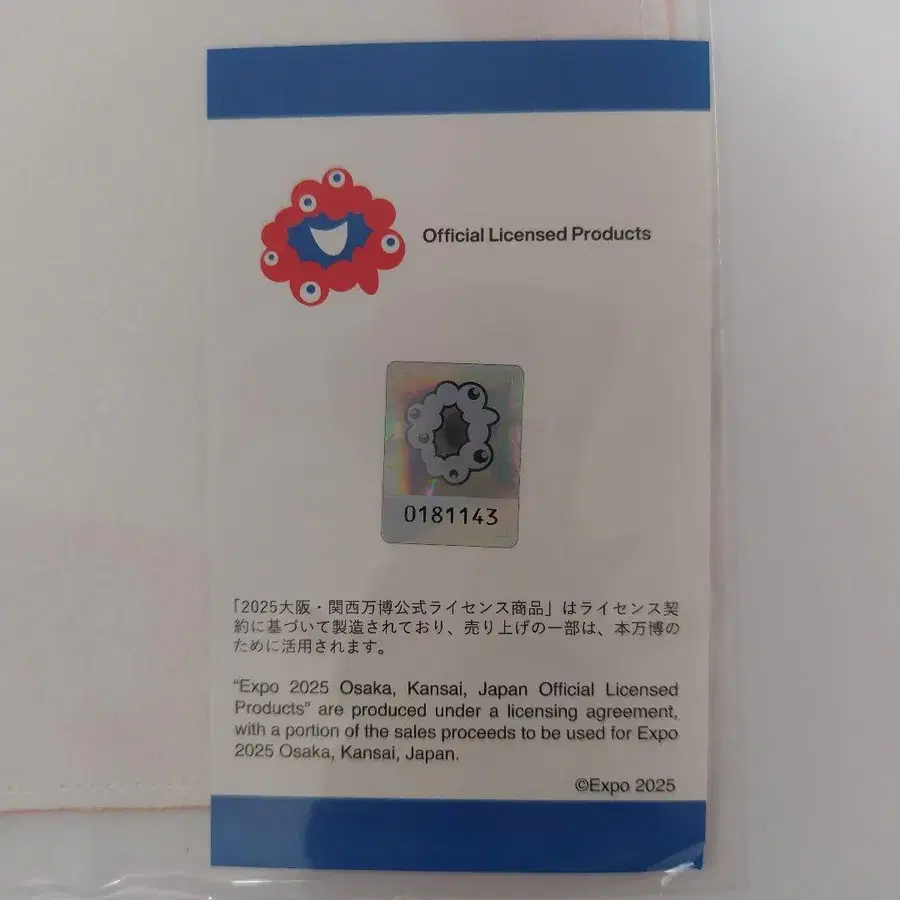 Official Licensed Products
0181143
「2025大阪・関西万博公式ライセンス商品」はライセンス契
約に基づいて製造されており、売り上げの一部は、本万博の
ために活用されます。
“Expo 2025 Osaka, Kansai, Japan Official Licensed
Products” are produced under a licensing agreement,
with a portion of the sales proceeds to be used for Expo
2025 Osaka, Kansai, Japan.
©Expo 2025